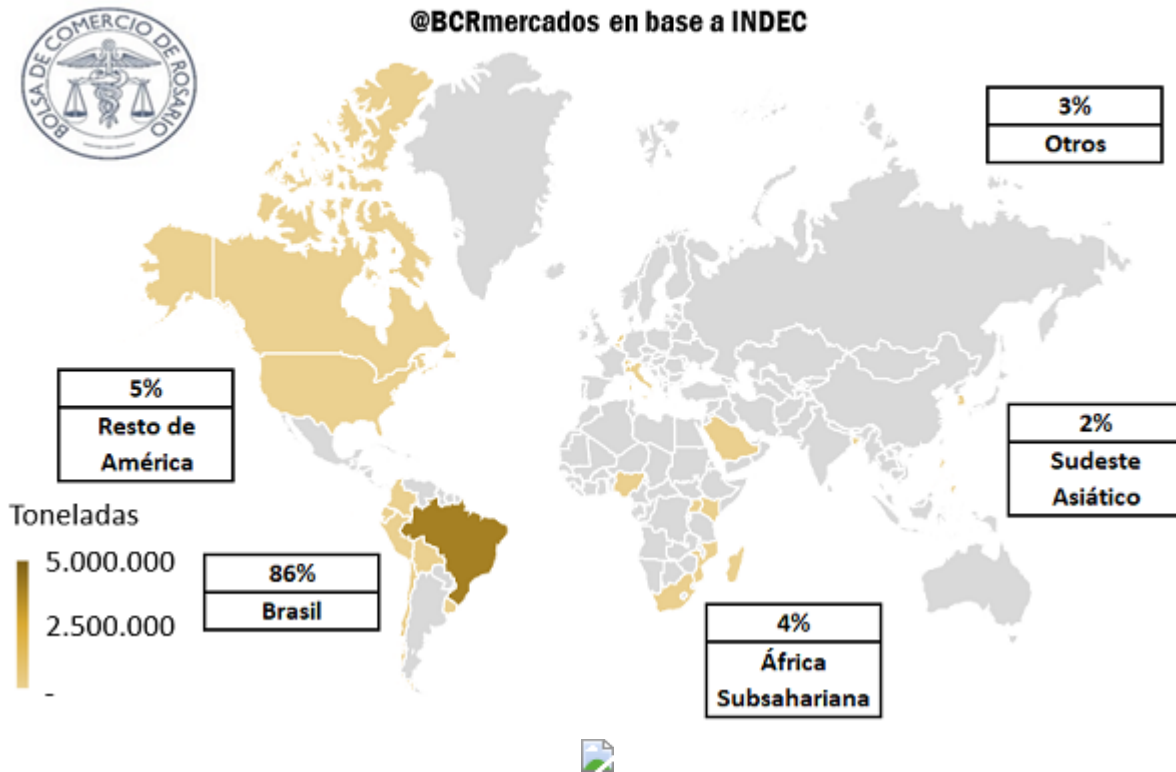 @BCRmercados en base a INDEC
BOLSA DE COMERCIO DE ROSARIO
3%
Otros
5%
Resto de
América
2%
Sudeste
Asiático
Toneladas
5.000.000
2.500.000
-
86%
Brasil
4%
África
Subsahariana